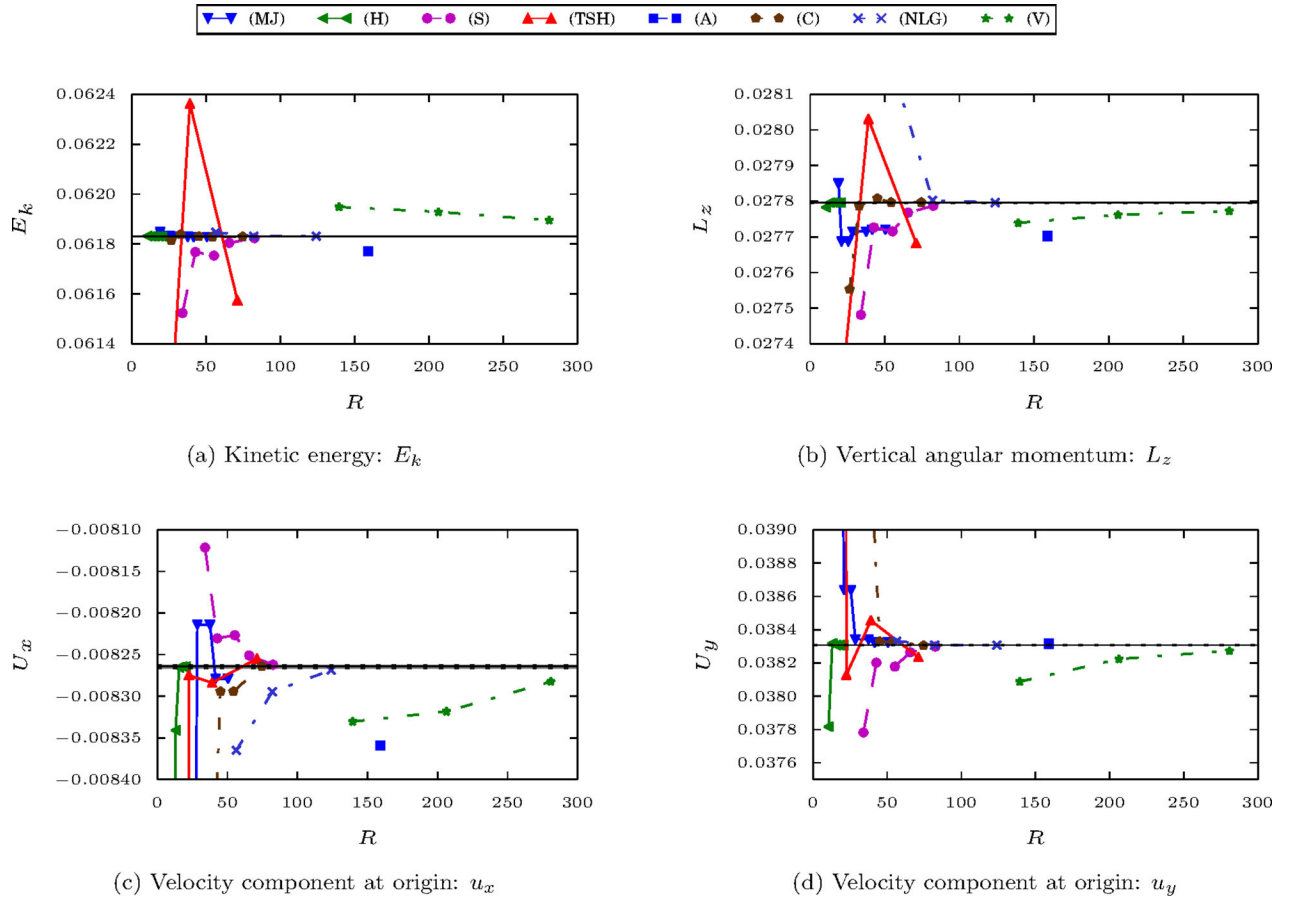 (MJ) (H) (S) (TSH) (A) (C) (NLG) (V)
0.0624
0.0622
0.0620
0.0618
0.0616
0.0614
E_k
0 50 100 150 200 250 300
R
(a) Kinetic energy: E_k
0.0281
0.0280
0.0279
0.0278
0.0277
0.0276
0.0275
0.0274
L_z
0 50 100 150 200 250 300
R
(b) Vertical angular momentum: L_z
−0.00810
−0.00815
−0.00820
−0.00825
−0.00830
−0.00835
−0.00840
U_x
0 50 100 150 200 250 300
R
(c) Velocity component at origin: u_x
0.0390
0.0388
0.0386
0.0384
0.0382
0.0380
0.0378
0.0376
U_y
0 50 100 150 200 250 300
R
(d) Velocity component at origin: u_y